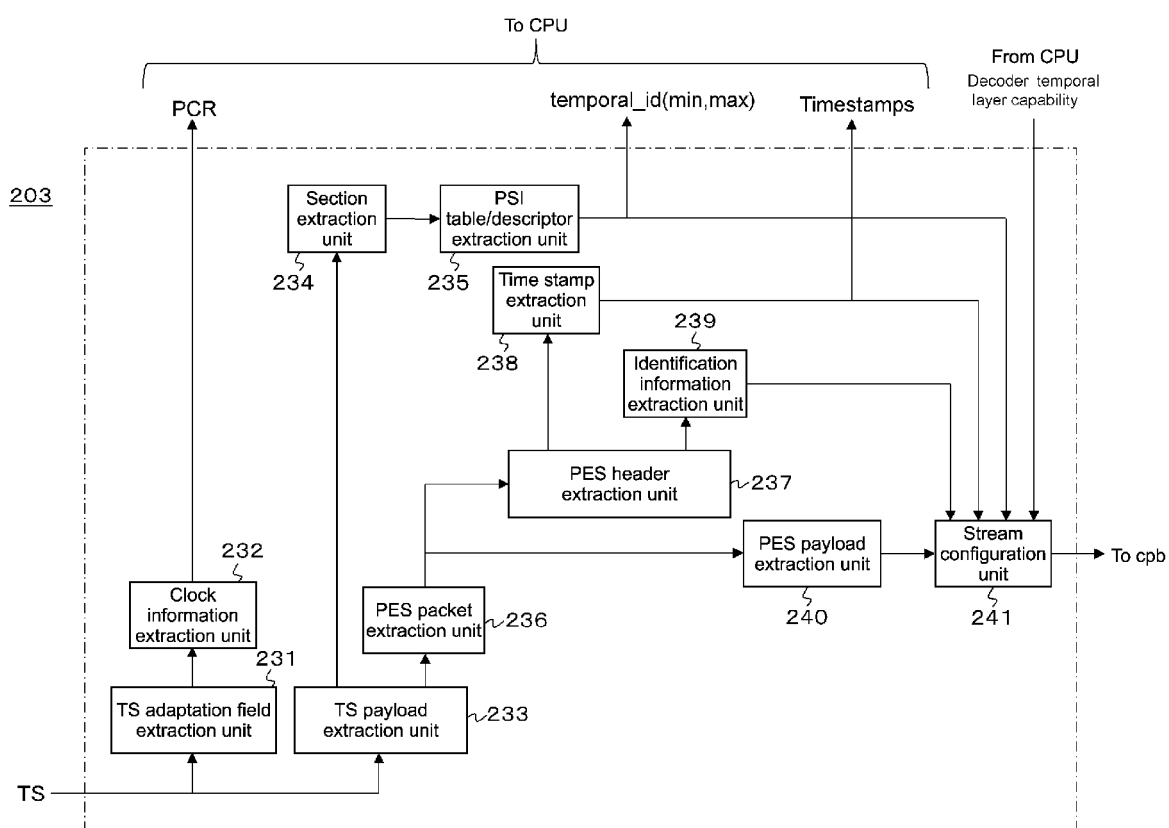 To CPU
From CPU
Decoder temporal
layer capability
PCR
temporal_id(min,max)
Timestamps
203
Section
extraction
unit
234
PSI
table/descriptor
extraction unit
235
Time stamp
extraction
unit
238
239
Identification
information
extraction unit
PES header
extraction unit
237
232
Clock
information
extraction unit
PES packet
extraction unit
236
PES payload
extraction unit
240
Stream
configuration
unit
241
To cpb
231
TS adaptation field
extraction unit
TS payload
extraction unit
233
TS